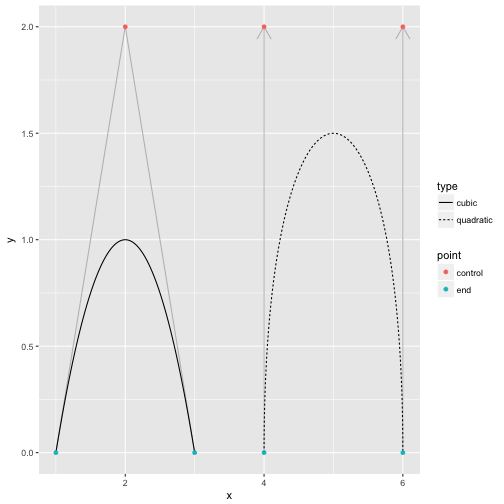 2.0
1.5
1.0
0.5
0.0
y
2
4
6
x
type
cubic
quadratic
point
control
end